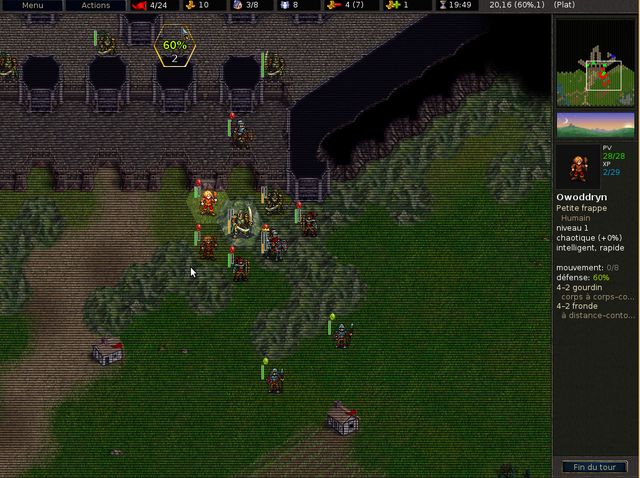 Menu Actions 4/24 10 3/8 8 4 (7) 1 19:49 20,16 (60%,1) (Plat)
60%
2
PV
28/28
XP
2/29
Owoddryn
Petite frappe
Humain
niveau 1
chaotique (+0%)
intelligent, rapide
mouvement: 0/8
défense: 60%
4–2 gourdin
corps à corps–co...
4–2 fronde
à distance–conto...
Fin du tour